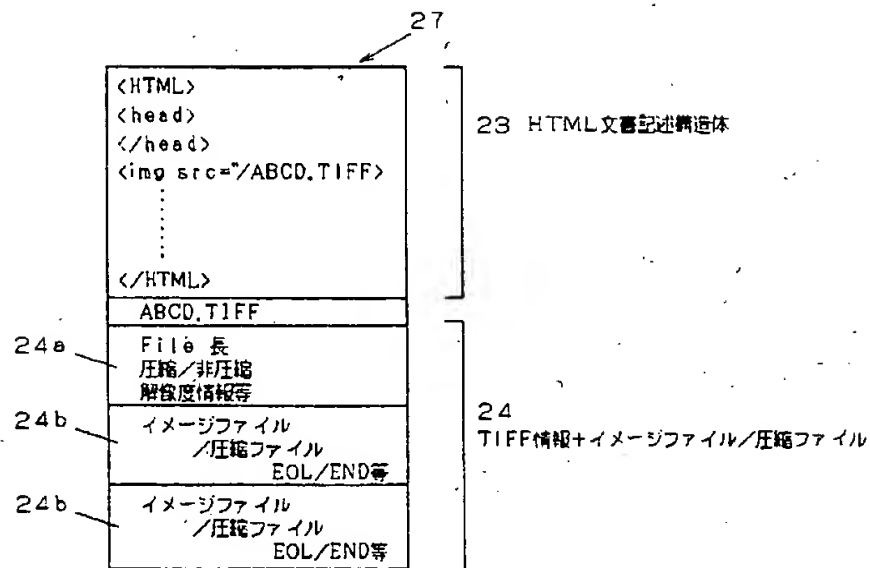 27
<HTML>
<head>
</head>
<img src="/ABCD.TIFF>
</HTML>
23 HTML文書記述構造体
ABCD.TIFF
24a
File 長
圧縮/非圧縮
解像度情報等
24b
イメージファイル
/圧縮ファイル
EOL/END等
24
TIFF情報+イメージファイル/圧縮ファイル
24b
イメージファイル
/圧縮ファイル
EOL/END等